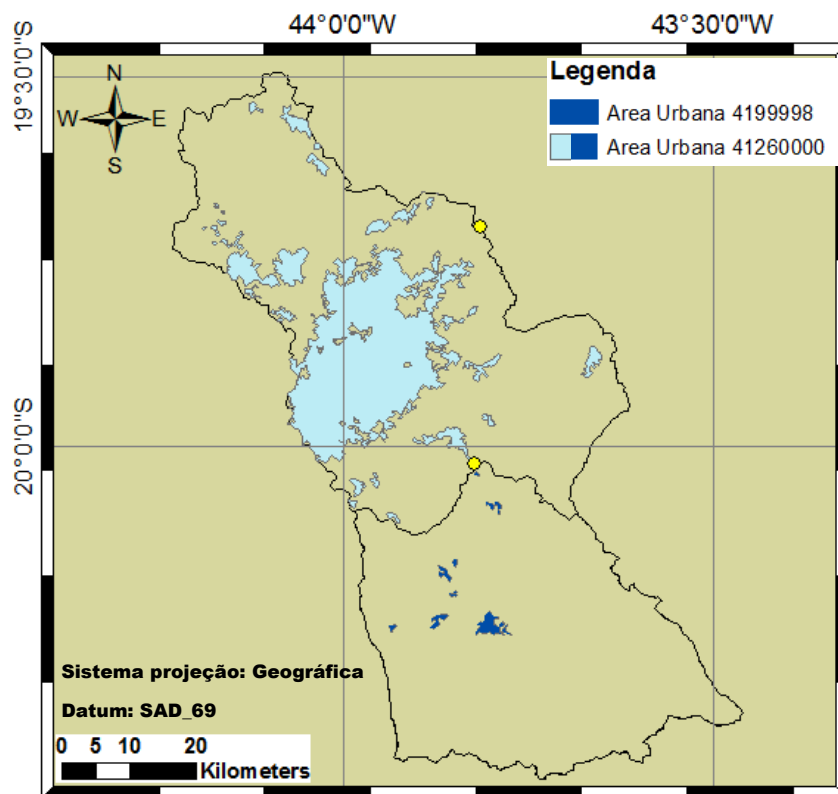 44°0'0"W
43°30'0"W
19°30'0"S
20°0'0"S
N
W E
S
Legenda
Area Urbana 4199998
Area Urbana 41260000
Sistema projeção: Geográfica
Datum: SAD_69
0 5 10 20
Kilometers